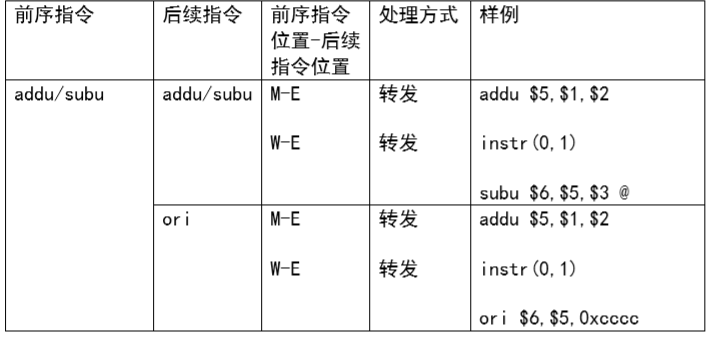 前序指令
后续指令
前序指令
位置-后续
指令位置
处理方式
样例
addu/subu
addu/subu
M-E
转发
addu $5,$1,$2
W-E
转发
instr(0,1)
subu $6,$5,$3 @
ori
M-E
转发
addu $5,$1,$2
W-E
转发
instr(0,1)
ori $6,$5,0xcccc